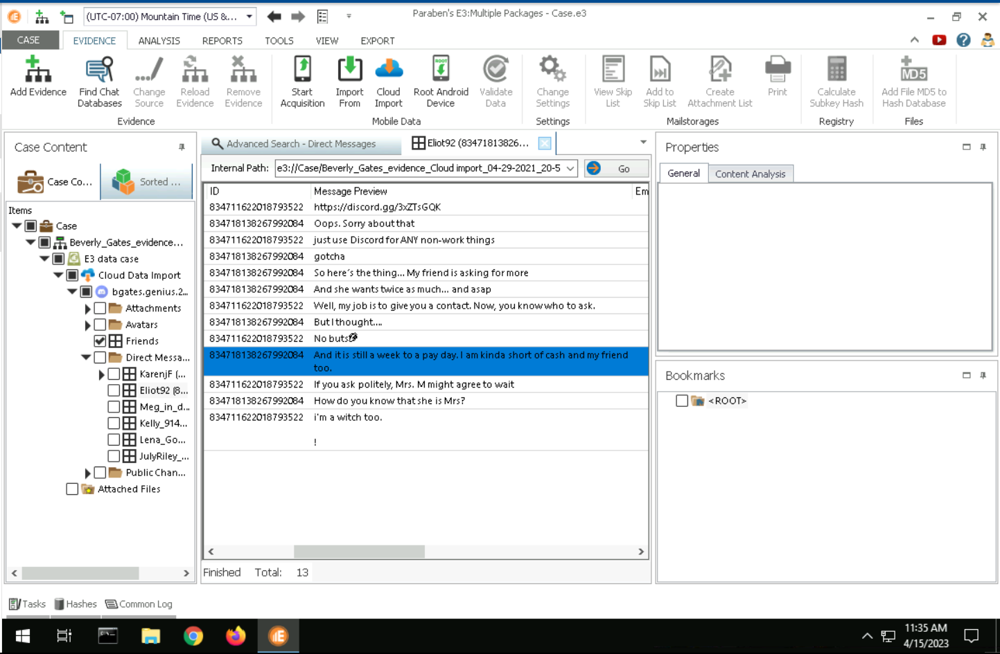 (UTC-07:00) Mountain Time (US &...
Paraben's E3:Multiple Packages - Case.e3
CASE EVIDENCE ANALYSIS REPORTS TOOLS VIEW EXPORT
Add Evidence
Find Chat Databases
Change Source
Reload Evidence
Remove Evidence
Start Acquisition
Import From
Cloud Import
ROOT
Root Android Device
Validate Data
Change Settings
View Skip List
Add to Skip List
Create Attachment List
Print
Calculate Subkey Hash
MD5
Add File MD5 to Hash Database
Evidence Mobile Data Settings Mailstorages Registry Files
Case Content
Case Co...
Sorted ...
Items
Case
Beverly_Gates_evidence...
E3 data case
Cloud Data Import
bgates.genius.2...
Attachments
Avatars
Friends
Direct Messa...
KarenjF (...
Eliot92 (8...
Meg_in_d...
Kelly_914...
Lena_Go...
JulyRiley_...
Public Chan...
Attached Files
Advanced Search - Direct Messages
Eliot92 (83471813826...
Internal Path: e3://Case/Beverly_Gates_evidence_Cloud import_04-29-2021_20-5 Go
ID Message Preview Em
834711622018793522 https://discord.gg/3xZTsGQK
834718138267992084 Oops. Sorry about that
834711622018793522 just use Discord for ANY non-work things
834718138267992084 gotcha
834718138267992084 So here´s the thing... My friend is asking for more
834718138267992084 And she wants twice as much... and asap
834711622018793522 Well, my job is to give you a contact. Now, you know who to ask.
834718138267992084 But I thought....
834711622018793522 No buts
834718138267992084 And it is still a week to a pay day. I am kinda short of cash and my friend
too.
834711622018793522 If you ask politely, Mrs. M might agree to wait
834718138267992084 How do you know that she is Mrs?
834711622018793522 i'm a witch too.
!
Finished Total: 13
Properties
General Content Analysis
Bookmarks
<ROOT>
Tasks Hashes Common Log
11:35 AM
4/15/2023